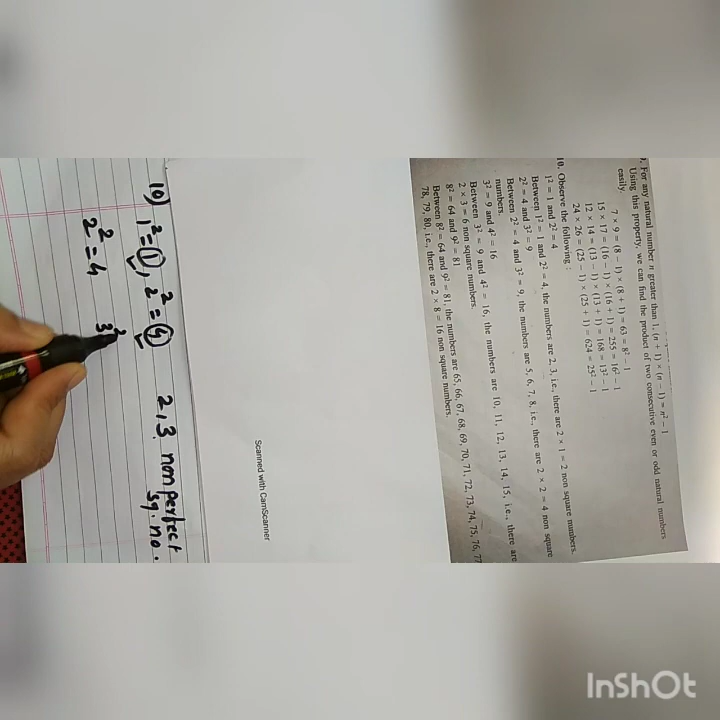 . For any natural number n greater than 1, (n + 1) × (n − 1) = n² − 1
Using this property, we can find the product of two consecutive even or odd natural numbers
easily.
7 × 9 = (8 − 1) × (8 + 1) = 63 = 8² − 1
15 × 17 = (16 − 1) × (16 + 1) = 255 = 16² − 1
12 × 14 = (13 − 1) × (13 + 1) = 168 = 13² − 1
24 × 26 = (25 − 1) × (25 + 1) = 624 = 25² − 1
10. Observe the following :
1² = 1 and 2² = 4
Between 1² = 1 and 2² = 4, the numbers are 2, 3, i.e., there are 2 × 1 = 2 non square numbers.
2² = 4 and 3² = 9
Between 2² = 4 and 3² = 9, the numbers are 5, 6, 7, 8, i.e., there are 2 × 2 = 4 non square
numbers.
3² = 9 and 4² = 16
Between 3² = 9 and 4² = 16, the numbers are 10, 11, 12, 13, 14, 15, i.e., there are
2 × 3 = 6 non square numbers.
8² = 64 and 9² = 81
Between 8² = 64 and 9² = 81, the numbers are 65, 66, 67, 68, 69, 70, 71, 72, 73, 74, 75, 76, 77
78, 79, 80, i.e., there are 2 × 8 = 16 non square numbers.
Scanned with CamScanner
10) 1² = 1, 2² = 4 2,3 non perfect
sq. no.
2² = 4 3²
InShOt